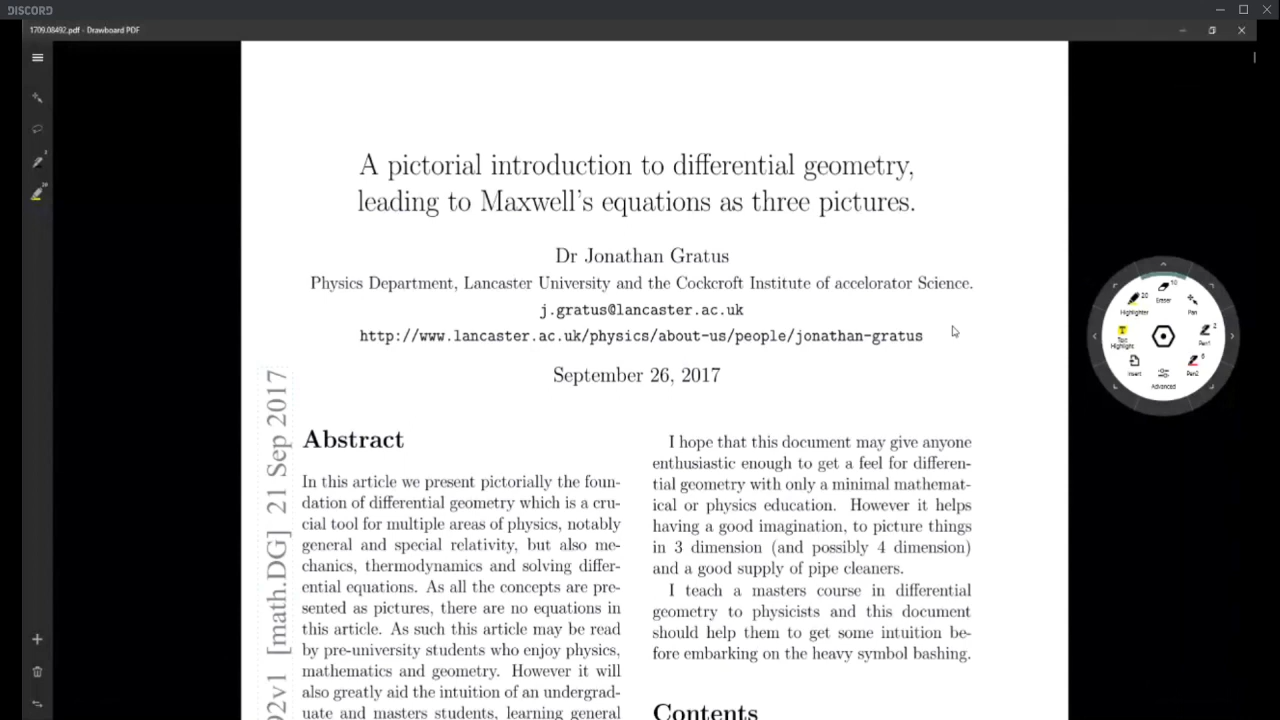 DISCORD
1709.08492.pdf - Drawboard PDF
A pictorial introduction to differential geometry,
leading to Maxwell's equations as three pictures.
Dr Jonathan Gratus
Physics Department, Lancaster University and the Cockcroft Institute of accelerator Science.
j.gratus@lancaster.ac.uk
http://www.lancaster.ac.uk/physics/about-us/people/jonathan-gratus
September 26, 2017
2v1 [math.DG] 21 Sep 2017
Abstract
In this article we present pictorially the foun-
dation of differential geometry which is a cru-
cial tool for multiple areas of physics, notably
general and special relativity, but also me-
chanics, thermodynamics and solving differ-
ential equations. As all the concepts are pre-
sented as pictures, there are no equations in
this article. As such this article may be read
by pre-university students who enjoy physics,
mathematics and geometry. However it will
also greatly aid the intuition of an undergrad-
uate and masters students, learning general
I hope that this document may give anyone
enthusiastic enough to get a feel for differen-
tial geometry with only a minimal mathemat-
ical or physics education. However it helps
having a good imagination, to picture things
in 3 dimension (and possibly 4 dimension)
and a good supply of pipe cleaners.
I teach a masters course in differential
geometry to physicists and this document
should help them to get some intuition be-
fore embarking on the heavy symbol bashing.
Contents
Eraser
Highlighter
Pan
Text
Highlight
Pen1
Insert
Pen2
Advanced